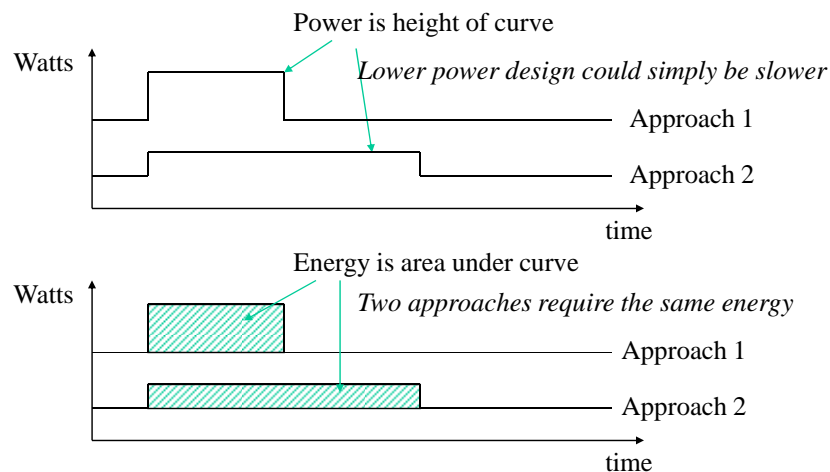 Power is height of curve
Watts
Lower power design could simply be slower
Approach 1
Approach 2
time
Energy is area under curve
Watts
Two approaches require the same energy
Approach 1
Approach 2
time